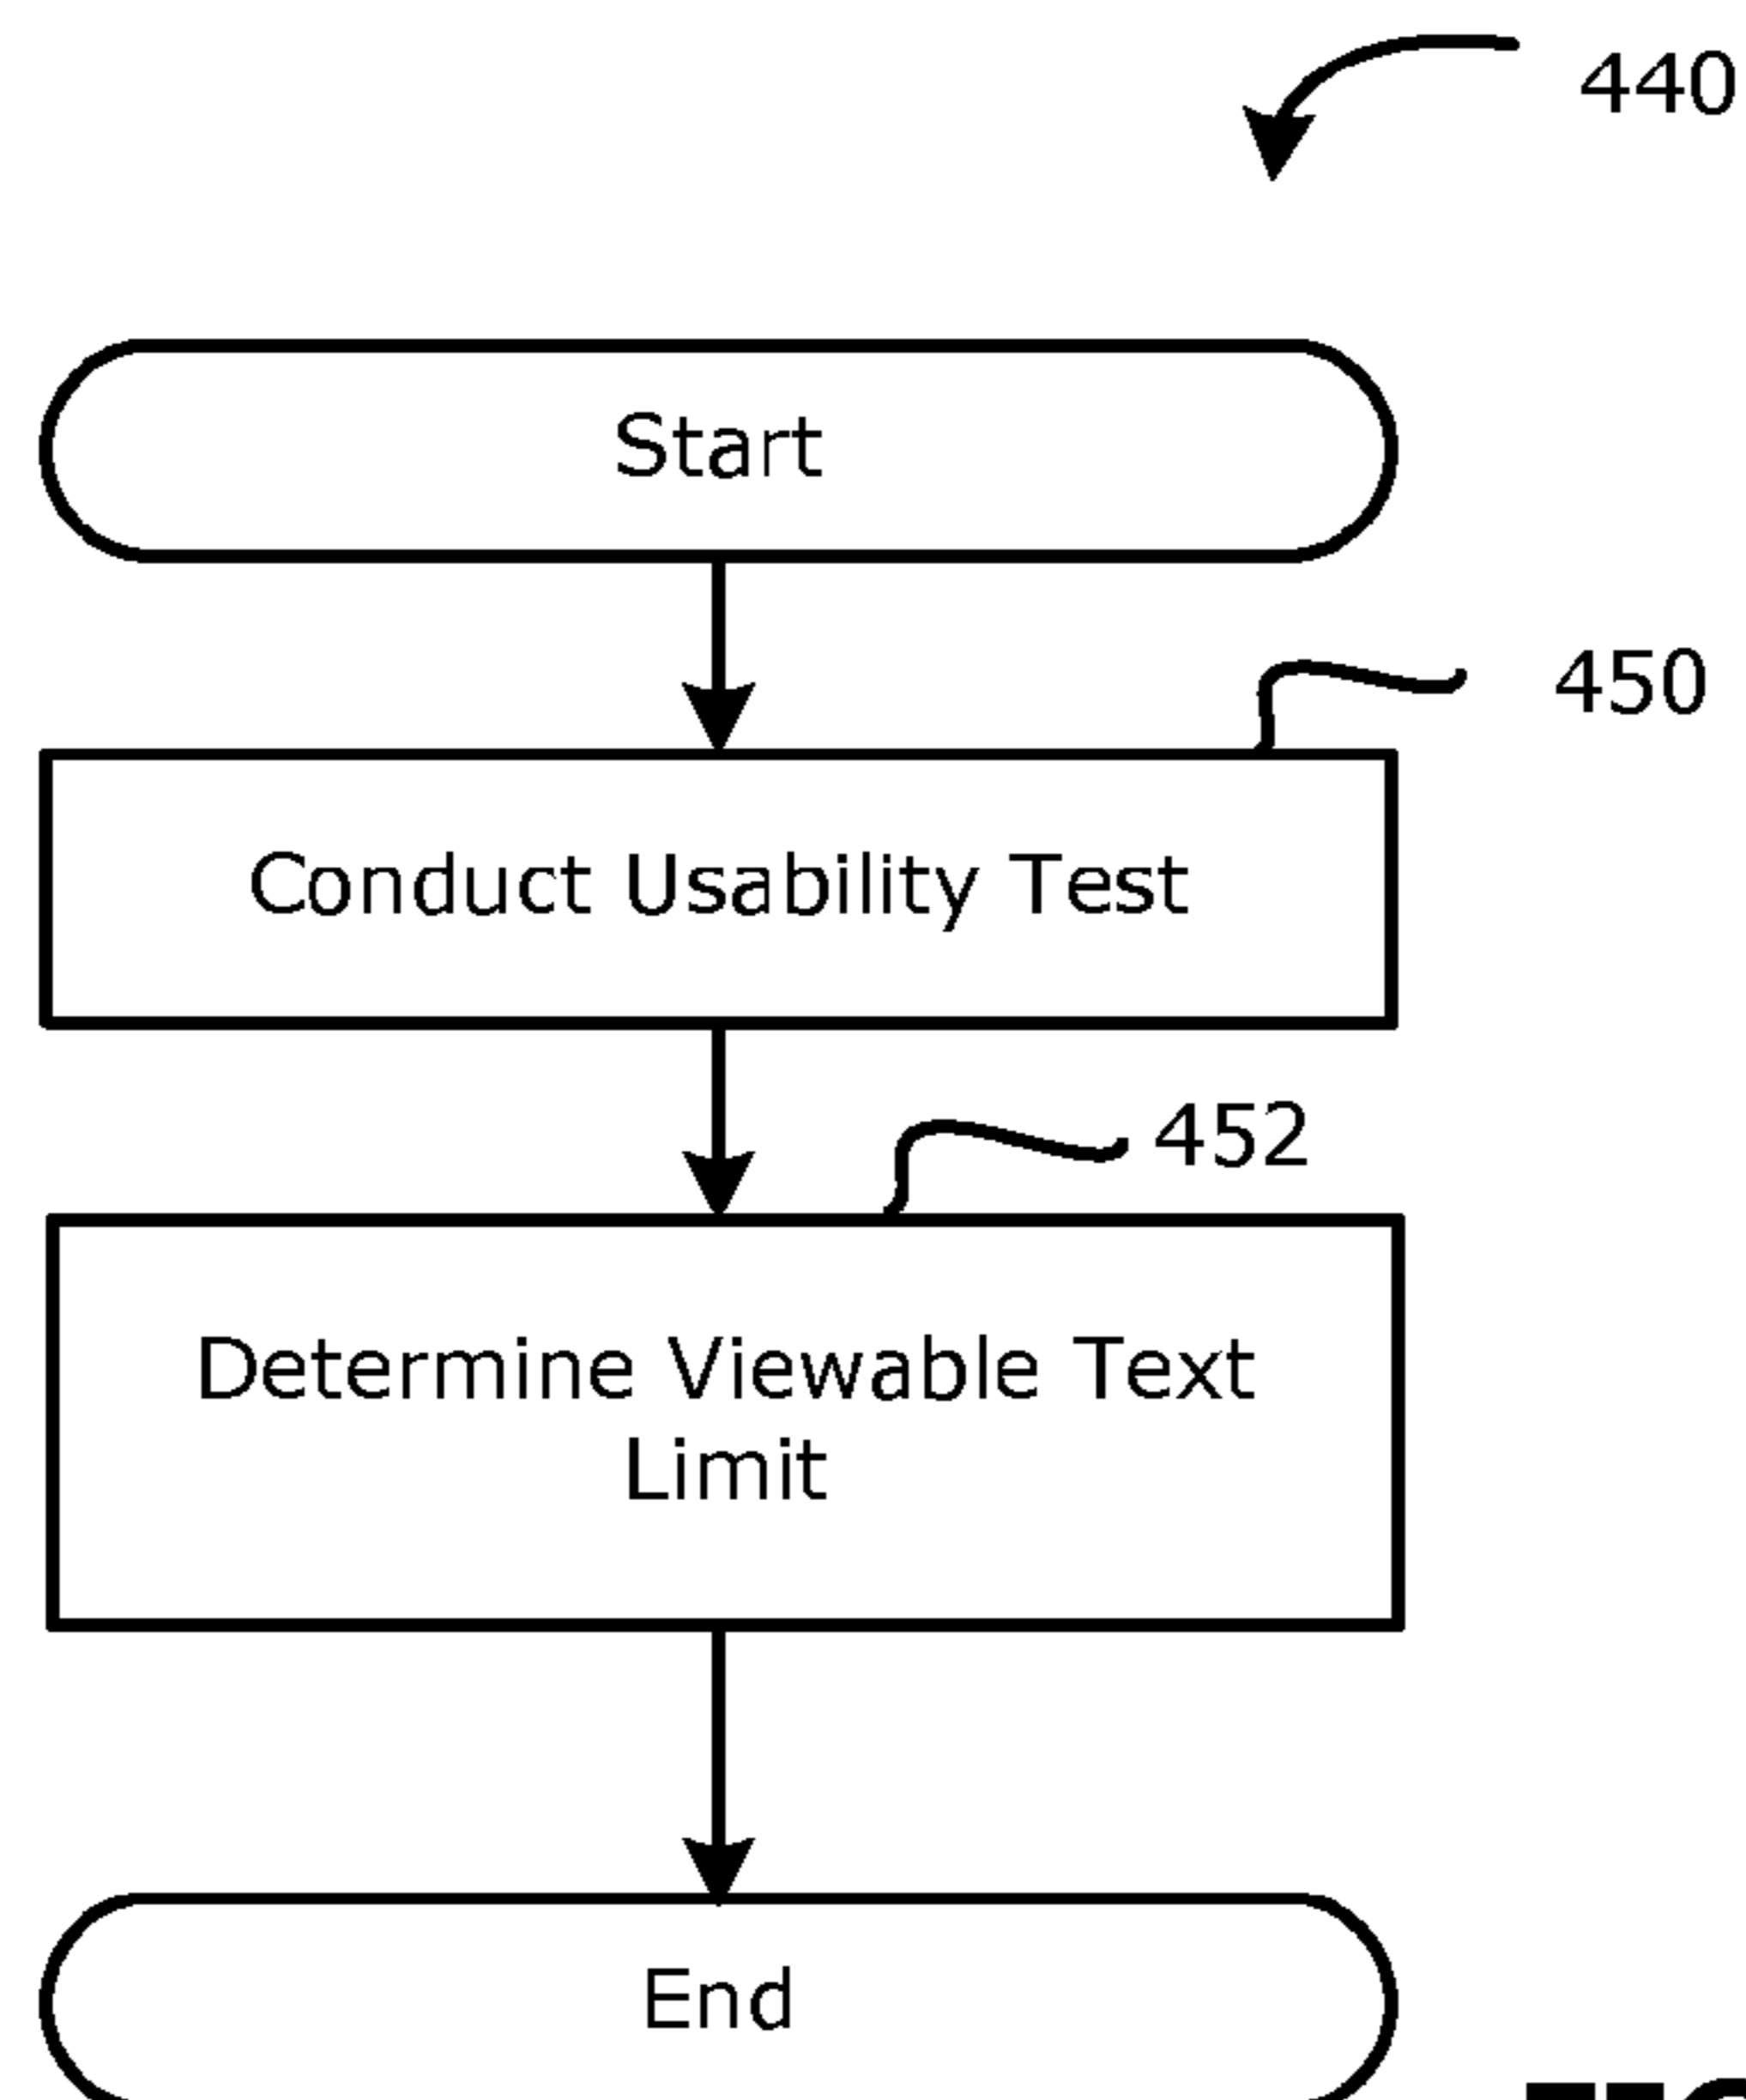 440
Start
450
Conduct Usability Test
452
Determine Viewable Text
Limit
End